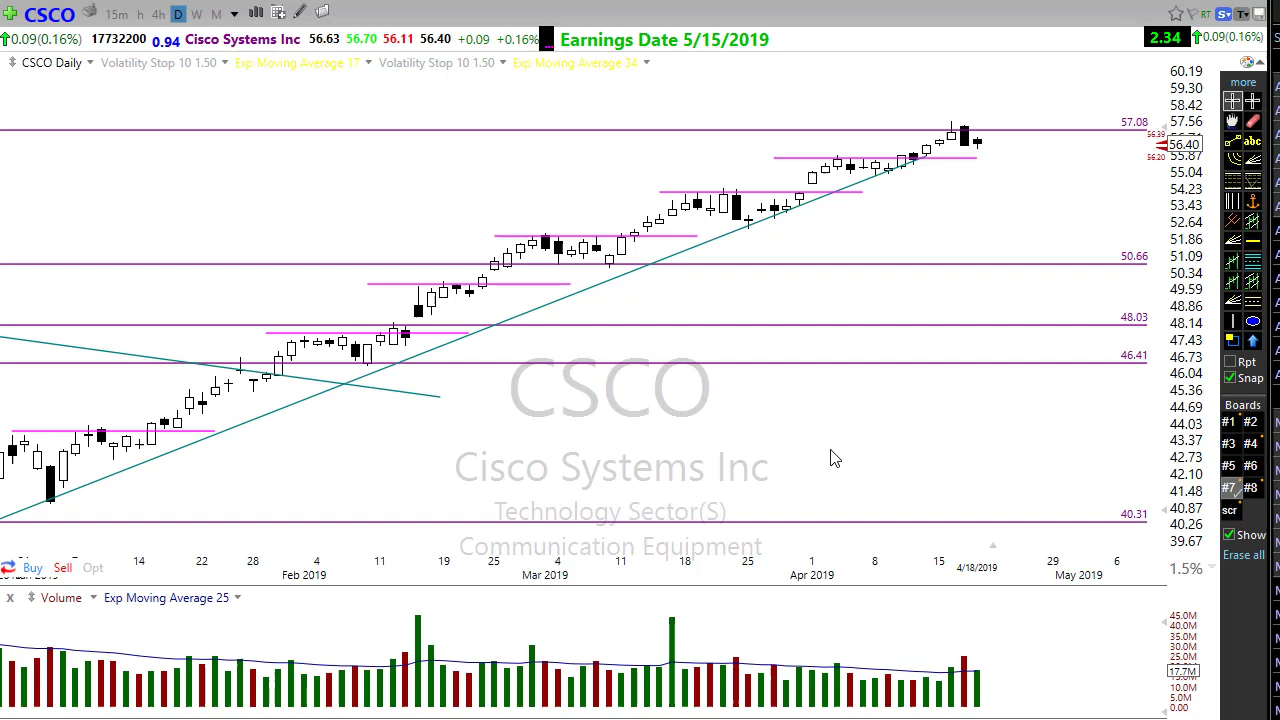 CSCO 15m h 4h D W M RT S T
0.09(0.16%) 17732200 0.94 Cisco Systems Inc 56.63 56.70 56.11 56.40 +0.09 +0.16% ... Earnings Date 5/15/2019 2.34 0.09(0.16%)
CSCO Daily Volatility Stop 10 1.50 Exp Moving Average 17 Volatility Stop 10 1.50 Exp Moving Average 34
60.19
59.30
58.42
57.08 57.56
56.39
56.40
56.20 55.87
55.04
54.23
53.43
52.64
51.86
50.66 51.09
50.34
49.59
48.86
48.03 48.14
47.43
46.41 46.73
46.04
45.36
44.69
44.03
43.37
42.73
42.10
41.48
40.31 40.87
40.26
39.67
more
abc
Rpt
Snap
Boards
#1 #2
#3 #4
#5 #6
#7 #8
scr
Show
Erase all
CSCO
Cisco Systems Inc
Technology Sector(S)
Communication Equipment
Buy Sell Opt
14 22 28 4 11 19 25 4 11 18 25 1 8 15 29 6
Feb 2019 Mar 2019 Apr 2019 4/18/2019 May 2019
1.5%
x Volume Exp Moving Average 25
45.0M
40.0M
35.0M
30.0M
25.0M
17.7M
10.0M
5.0M
0.00